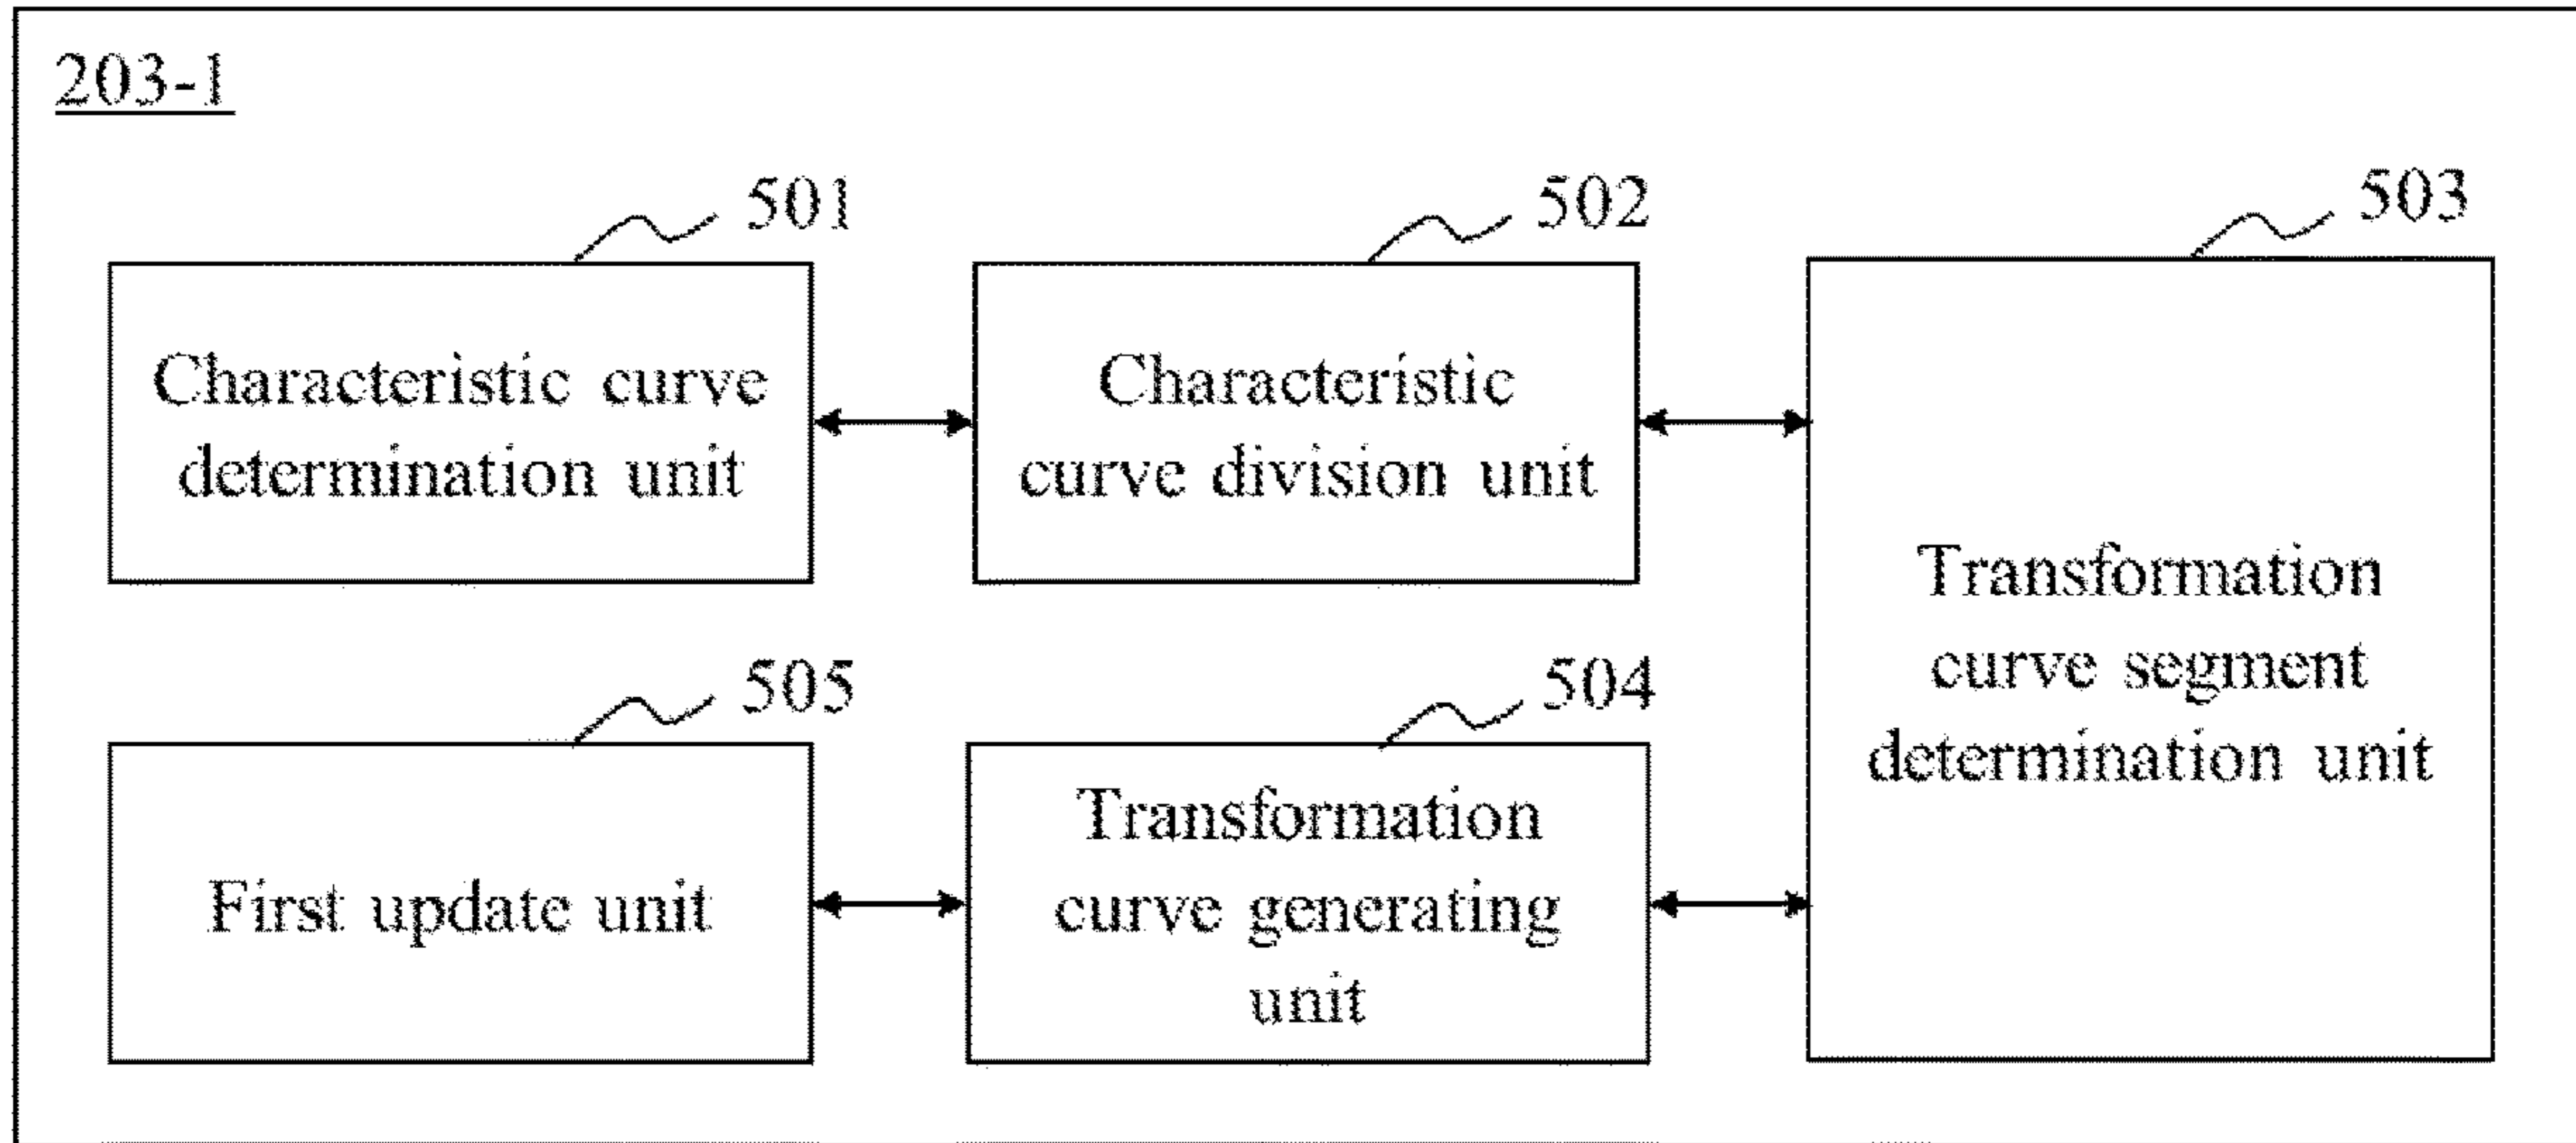 203-1
501
502
503
Characteristic curve
determination unit
Characteristic
curve division unit
Transformation
curve segment
determination unit
505
504
First update unit
Transformation
curve generating
unit